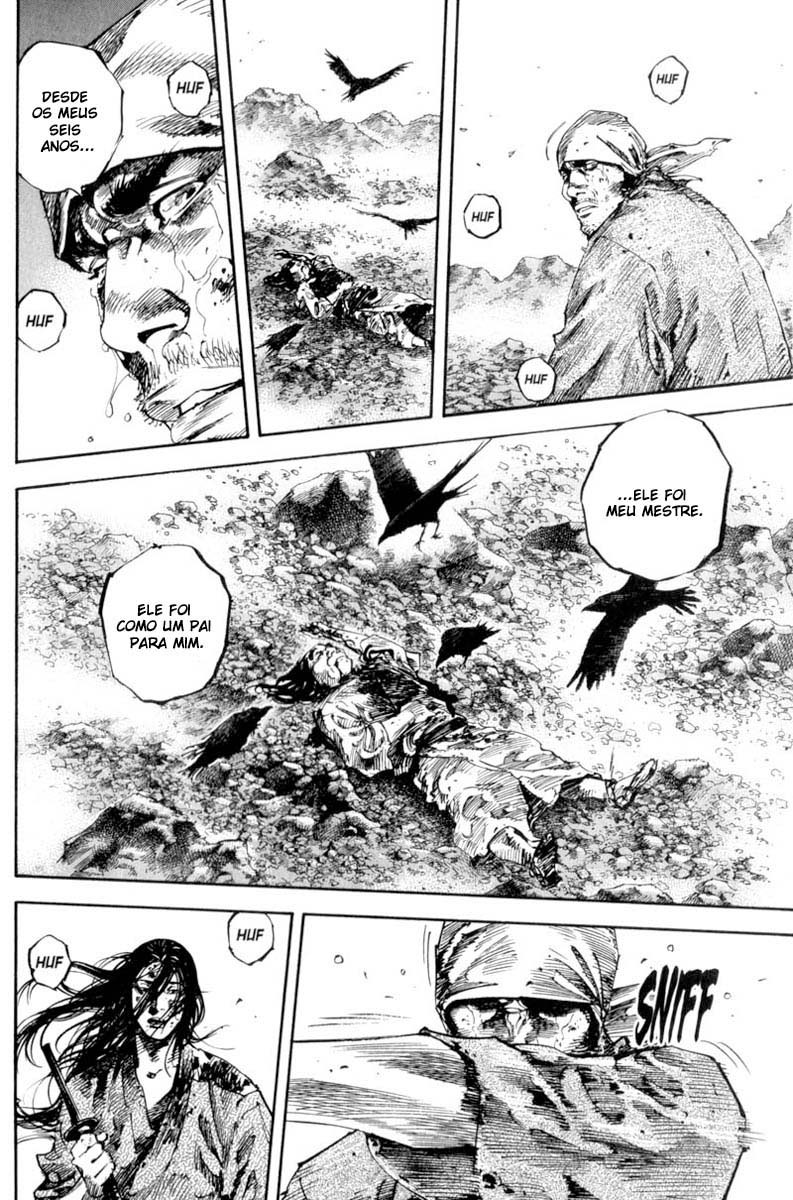 HUF
HUF
HUF
HUF
DESDE
OS MEUS
SEIS
ANOS...
HUF
...ELE FOI
MEU MESTRE.
ELE FOI
COMO UM PAI
PARA MIM.
SNIFF
HUF
HUF